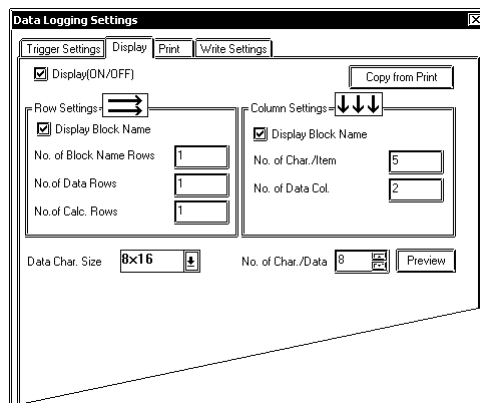 Data Logging Settings
Trigger Settings Display Print Write Settings
Display(ON/OFF)
Copy from Print
Row Settings
Column Settings
Display Block Name
Display Block Name
No. of Block Name Rows 1
No. of Char./Item 5
No.of Data Rows 1
No. of Data Col. 2
No.of Calc. Rows 1
Data Char. Size 8×16 No. of Char./Data 8 Preview